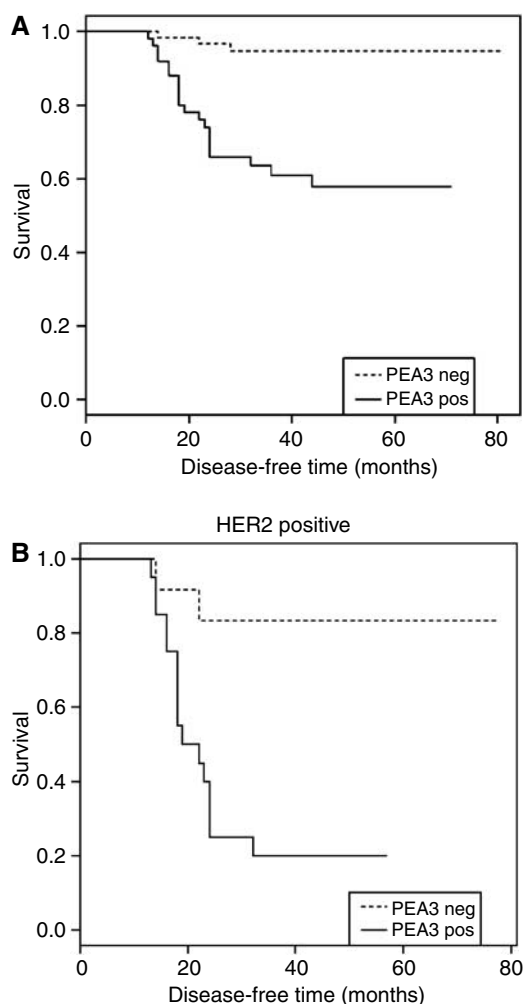 A
1.0
0.8
0.6
0.4
0.2
0.0
Survival
PEA3 neg
PEA3 pos
0 20 40 60 80
Disease-free time (months)
HER2 positive
B
1.0
0.8
0.6
0.4
0.2
0.0
Survival
PEA3 neg
PEA3 pos
0 20 40 60 80
Disease-free time (months)